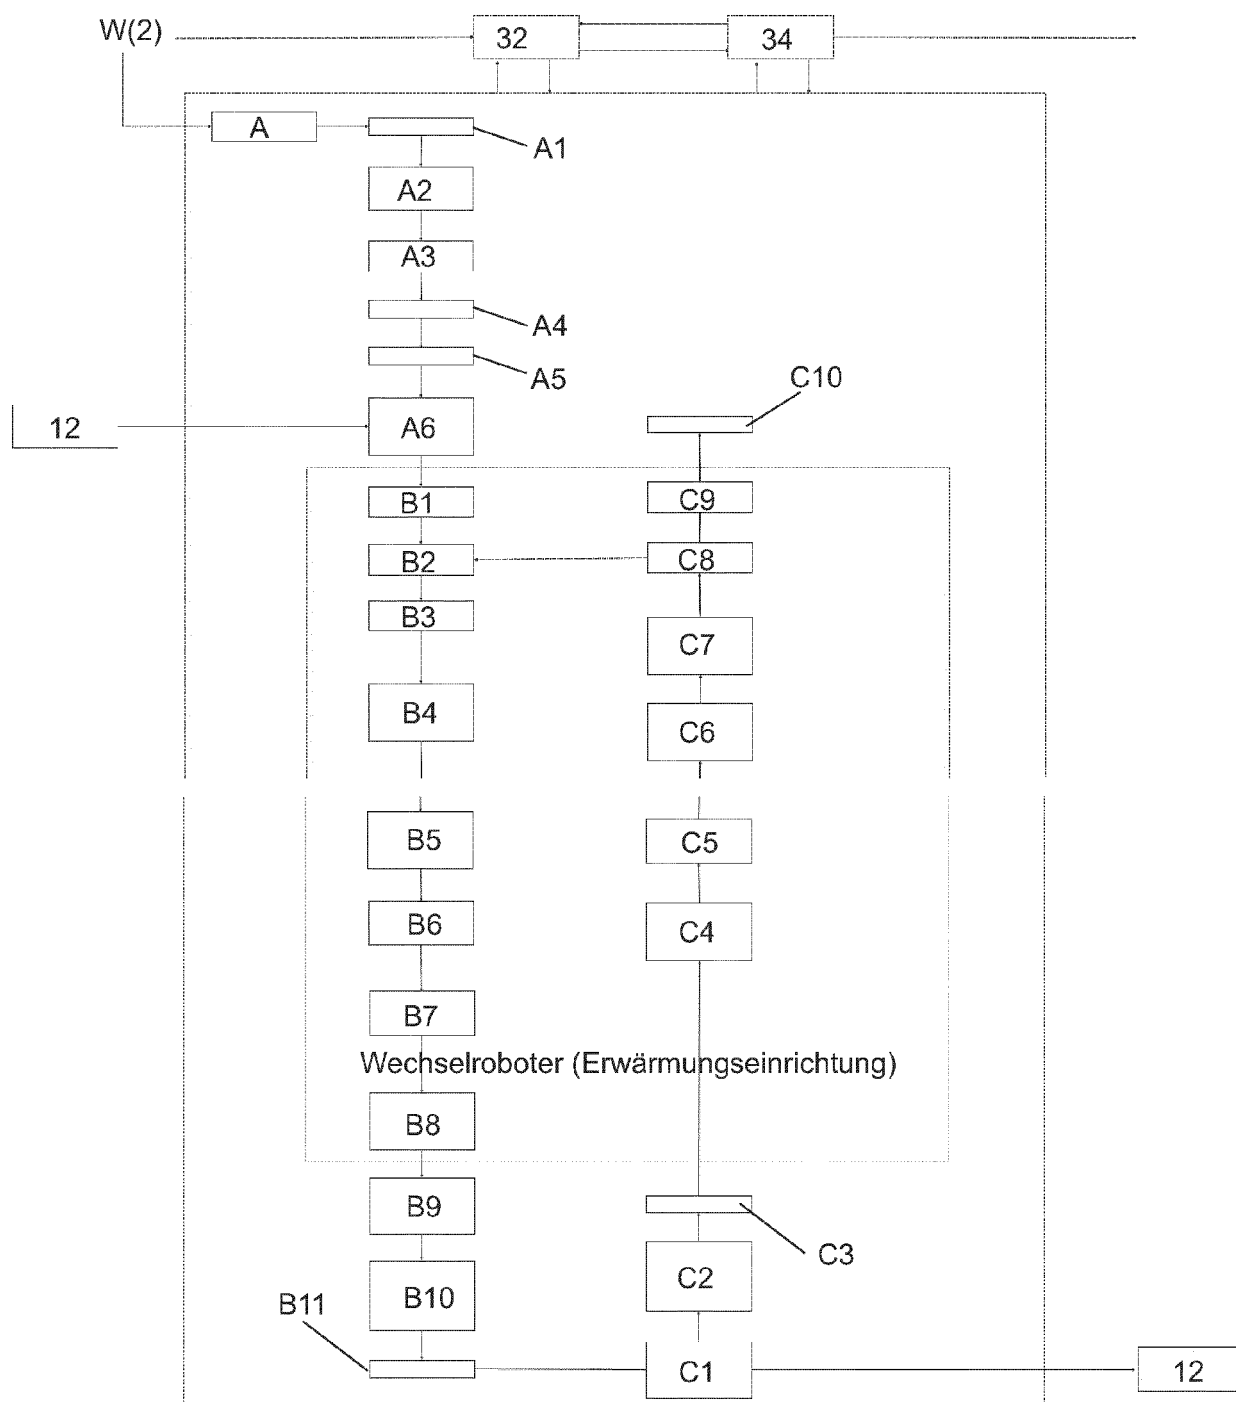 W(2)
32
34
A
A1
A2
A3
A4
A5
C10
12
A6
B1
C9
B2
C8
B3
C7
B4
C6
B5
C5
B6
C4
B7
Wechselroboter (Erwärmungseinrichtung)
B8
B9
C3
C2
B10
B11
C1
12